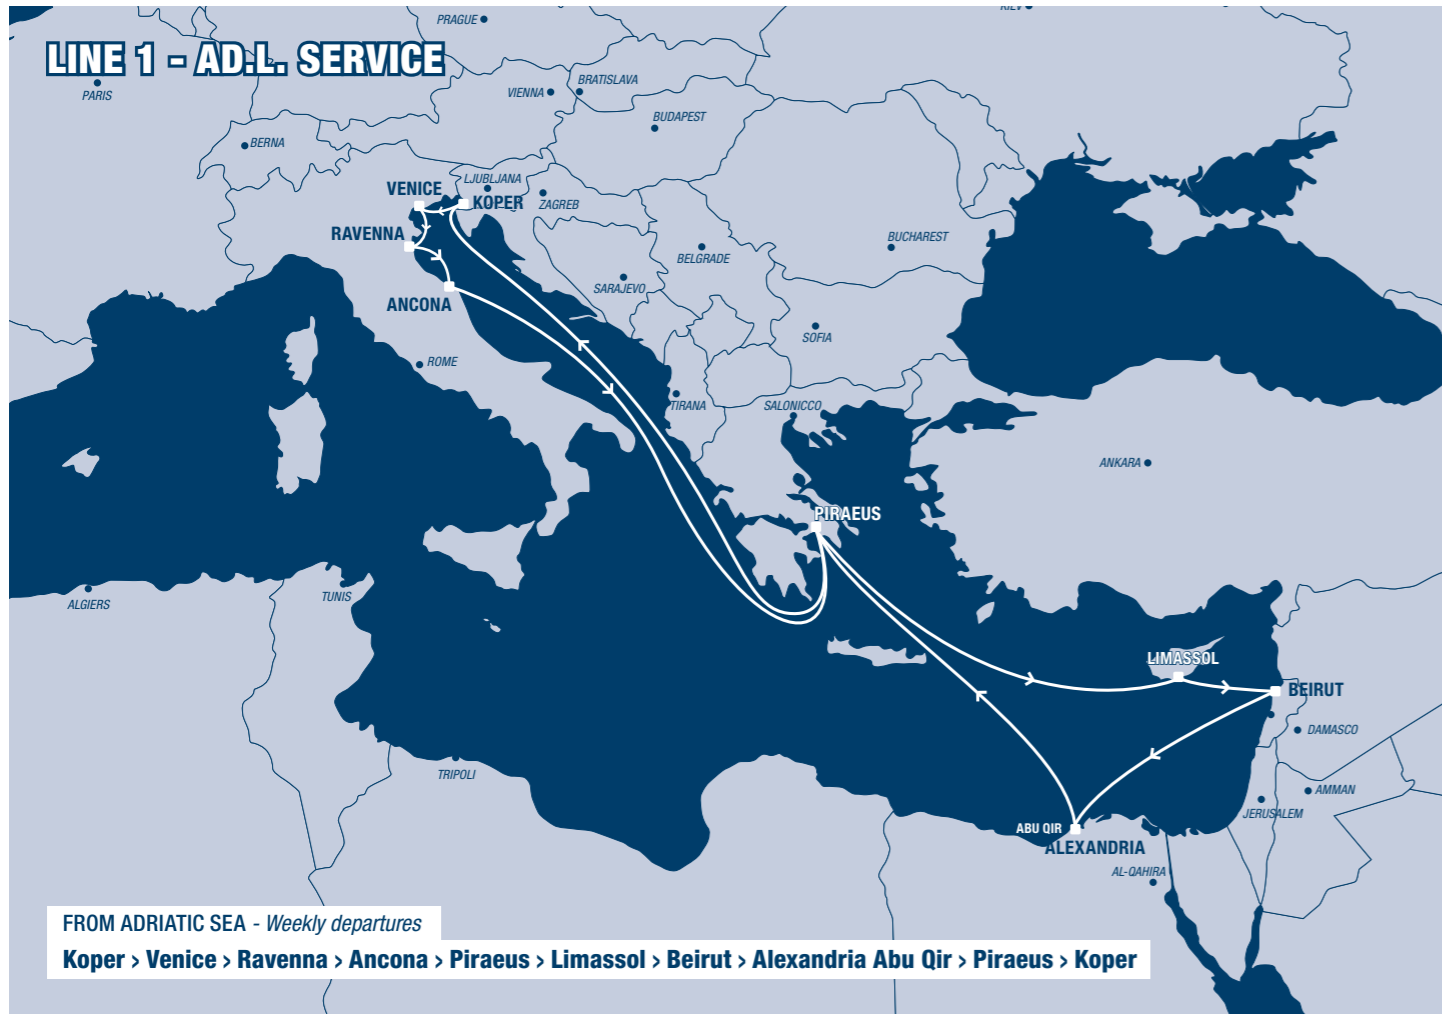 KIEV
PRAGUE
LINE 1 - AD.L. SERVICE
PARIS
VIENNA
BRATISLAVA
BUDAPEST
BERNA
LJUBLJANA
VENICE
KOPER
ZAGREB
RAVENNA
BUCHAREST
BELGRADE
SARAJEVO
ANCONA
SOFIA
ROME
TIRANA
SALONICCO
ANKARA
PIRAEUS
ALGIERS
TUNIS
LIMASSOL
BEIRUT
DAMASCO
TRIPOLI
AMMAN
JERUSALEM
ABU QIR
ALEXANDRIA
AL-QAHIRA
FROM ADRIATIC SEA - Weekly departures
Koper › Venice › Ravenna › Ancona › Piraeus › Limassol › Beirut › Alexandria Abu Qir › Piraeus › Koper